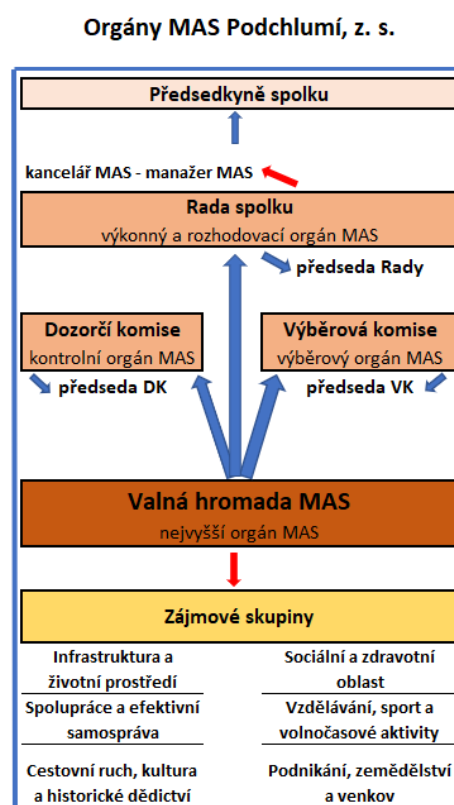 Orgány MAS Podchlumí, z. s.
Předsedkyně spolku
kancelář MAS - manažer MAS
Rada spolku
výkonný a rozhodovací orgán MAS
předseda Rady
Dozorčí komise
kontrolní orgán MAS
předseda DK
Výběrová komise
výběrový orgán MAS
předseda VK
Valná hromada MAS
nejvyšší orgán MAS
Zájmové skupiny
Infrastruktura a
životní prostředí
Sociální a zdravotní
oblast
Spolupráce a efektivní
samospráva
Vzdělávání, sport a
volnočasové aktivity
Cestovní ruch, kultura
a historické dědictví
Podnikání, zemědělství
a venkov